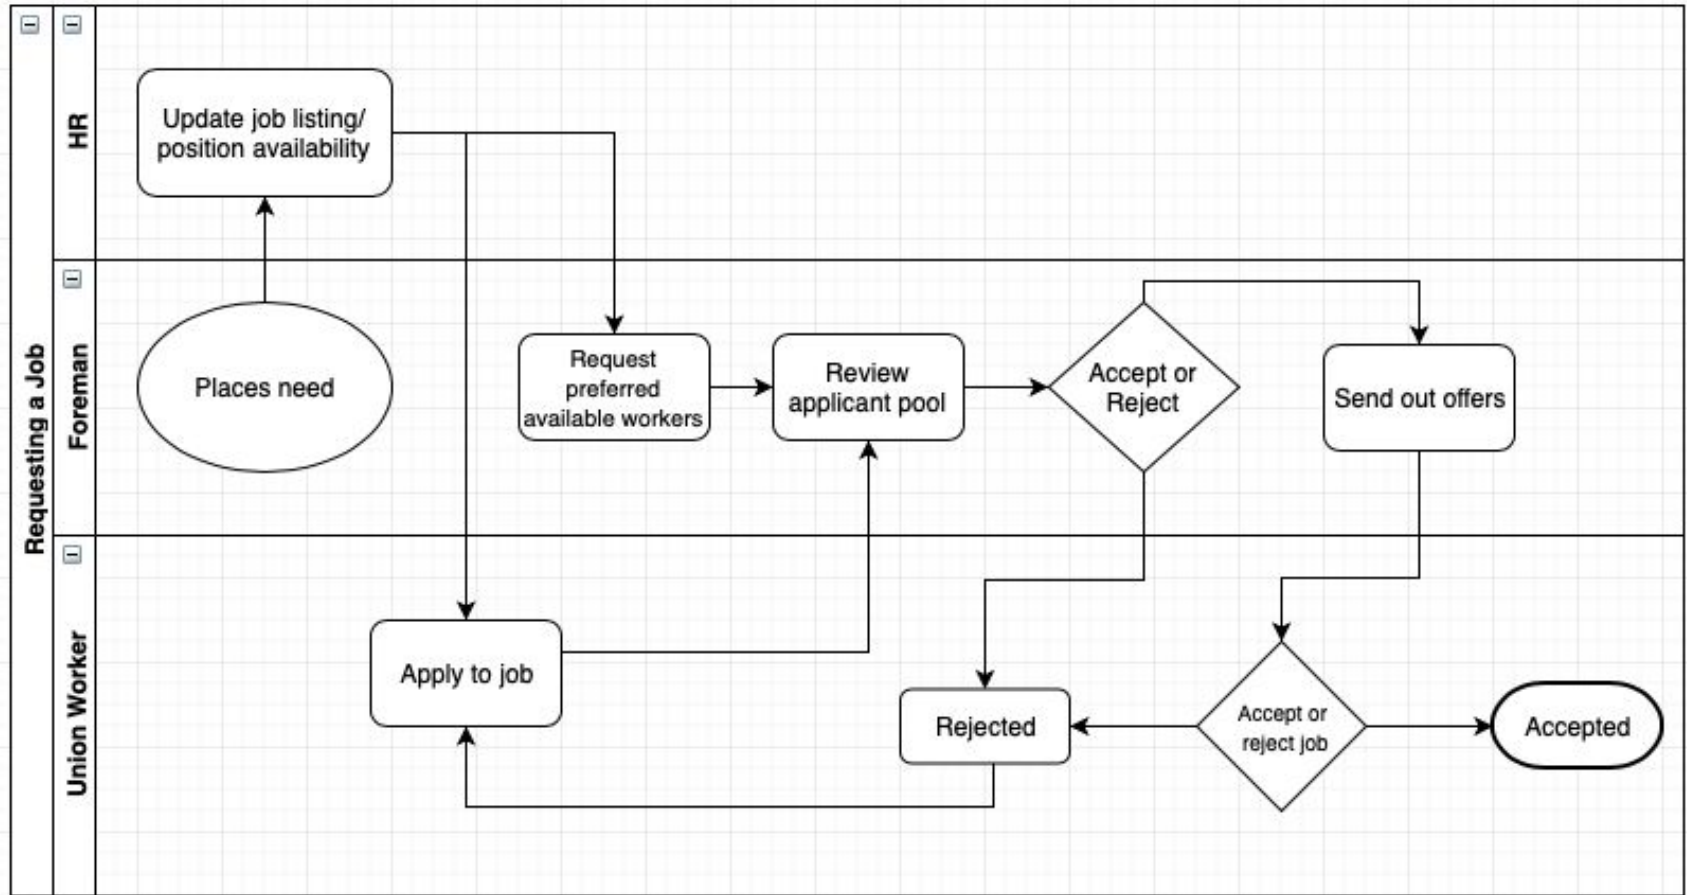 Requesting a Job
HR
Update job listing/
position availability
Foreman
Places need
Request
preferred
available workers
Review
applicant pool
Accept or
Reject
Send out offers
Union Worker
Apply to job
Rejected
Accept or
reject job
Accepted